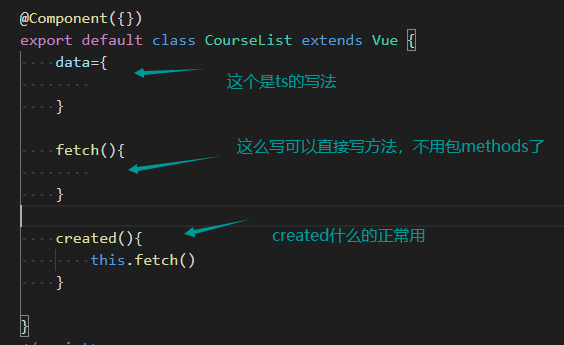 @Component({})
export default class CourseList extends Vue {
data={
这个是ts的写法
}
fetch(){
这么写可以直接写方法，不用包methods了
}
created(){
created什么的正常用
this.fetch()
}
}